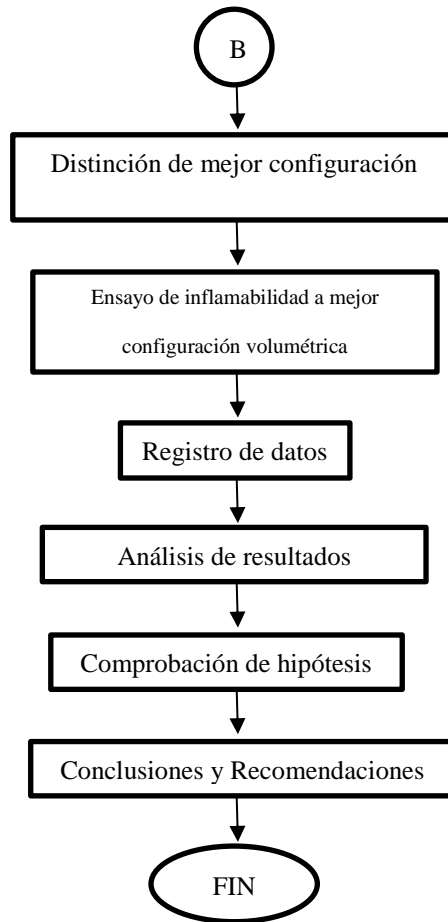 B
Distinción de mejor configuración
Ensayo de inflamabilidad a mejor
configuración volumétrica
Registro de datos
Análisis de resultados
Comprobación de hipótesis
Conclusiones y Recomendaciones
FIN